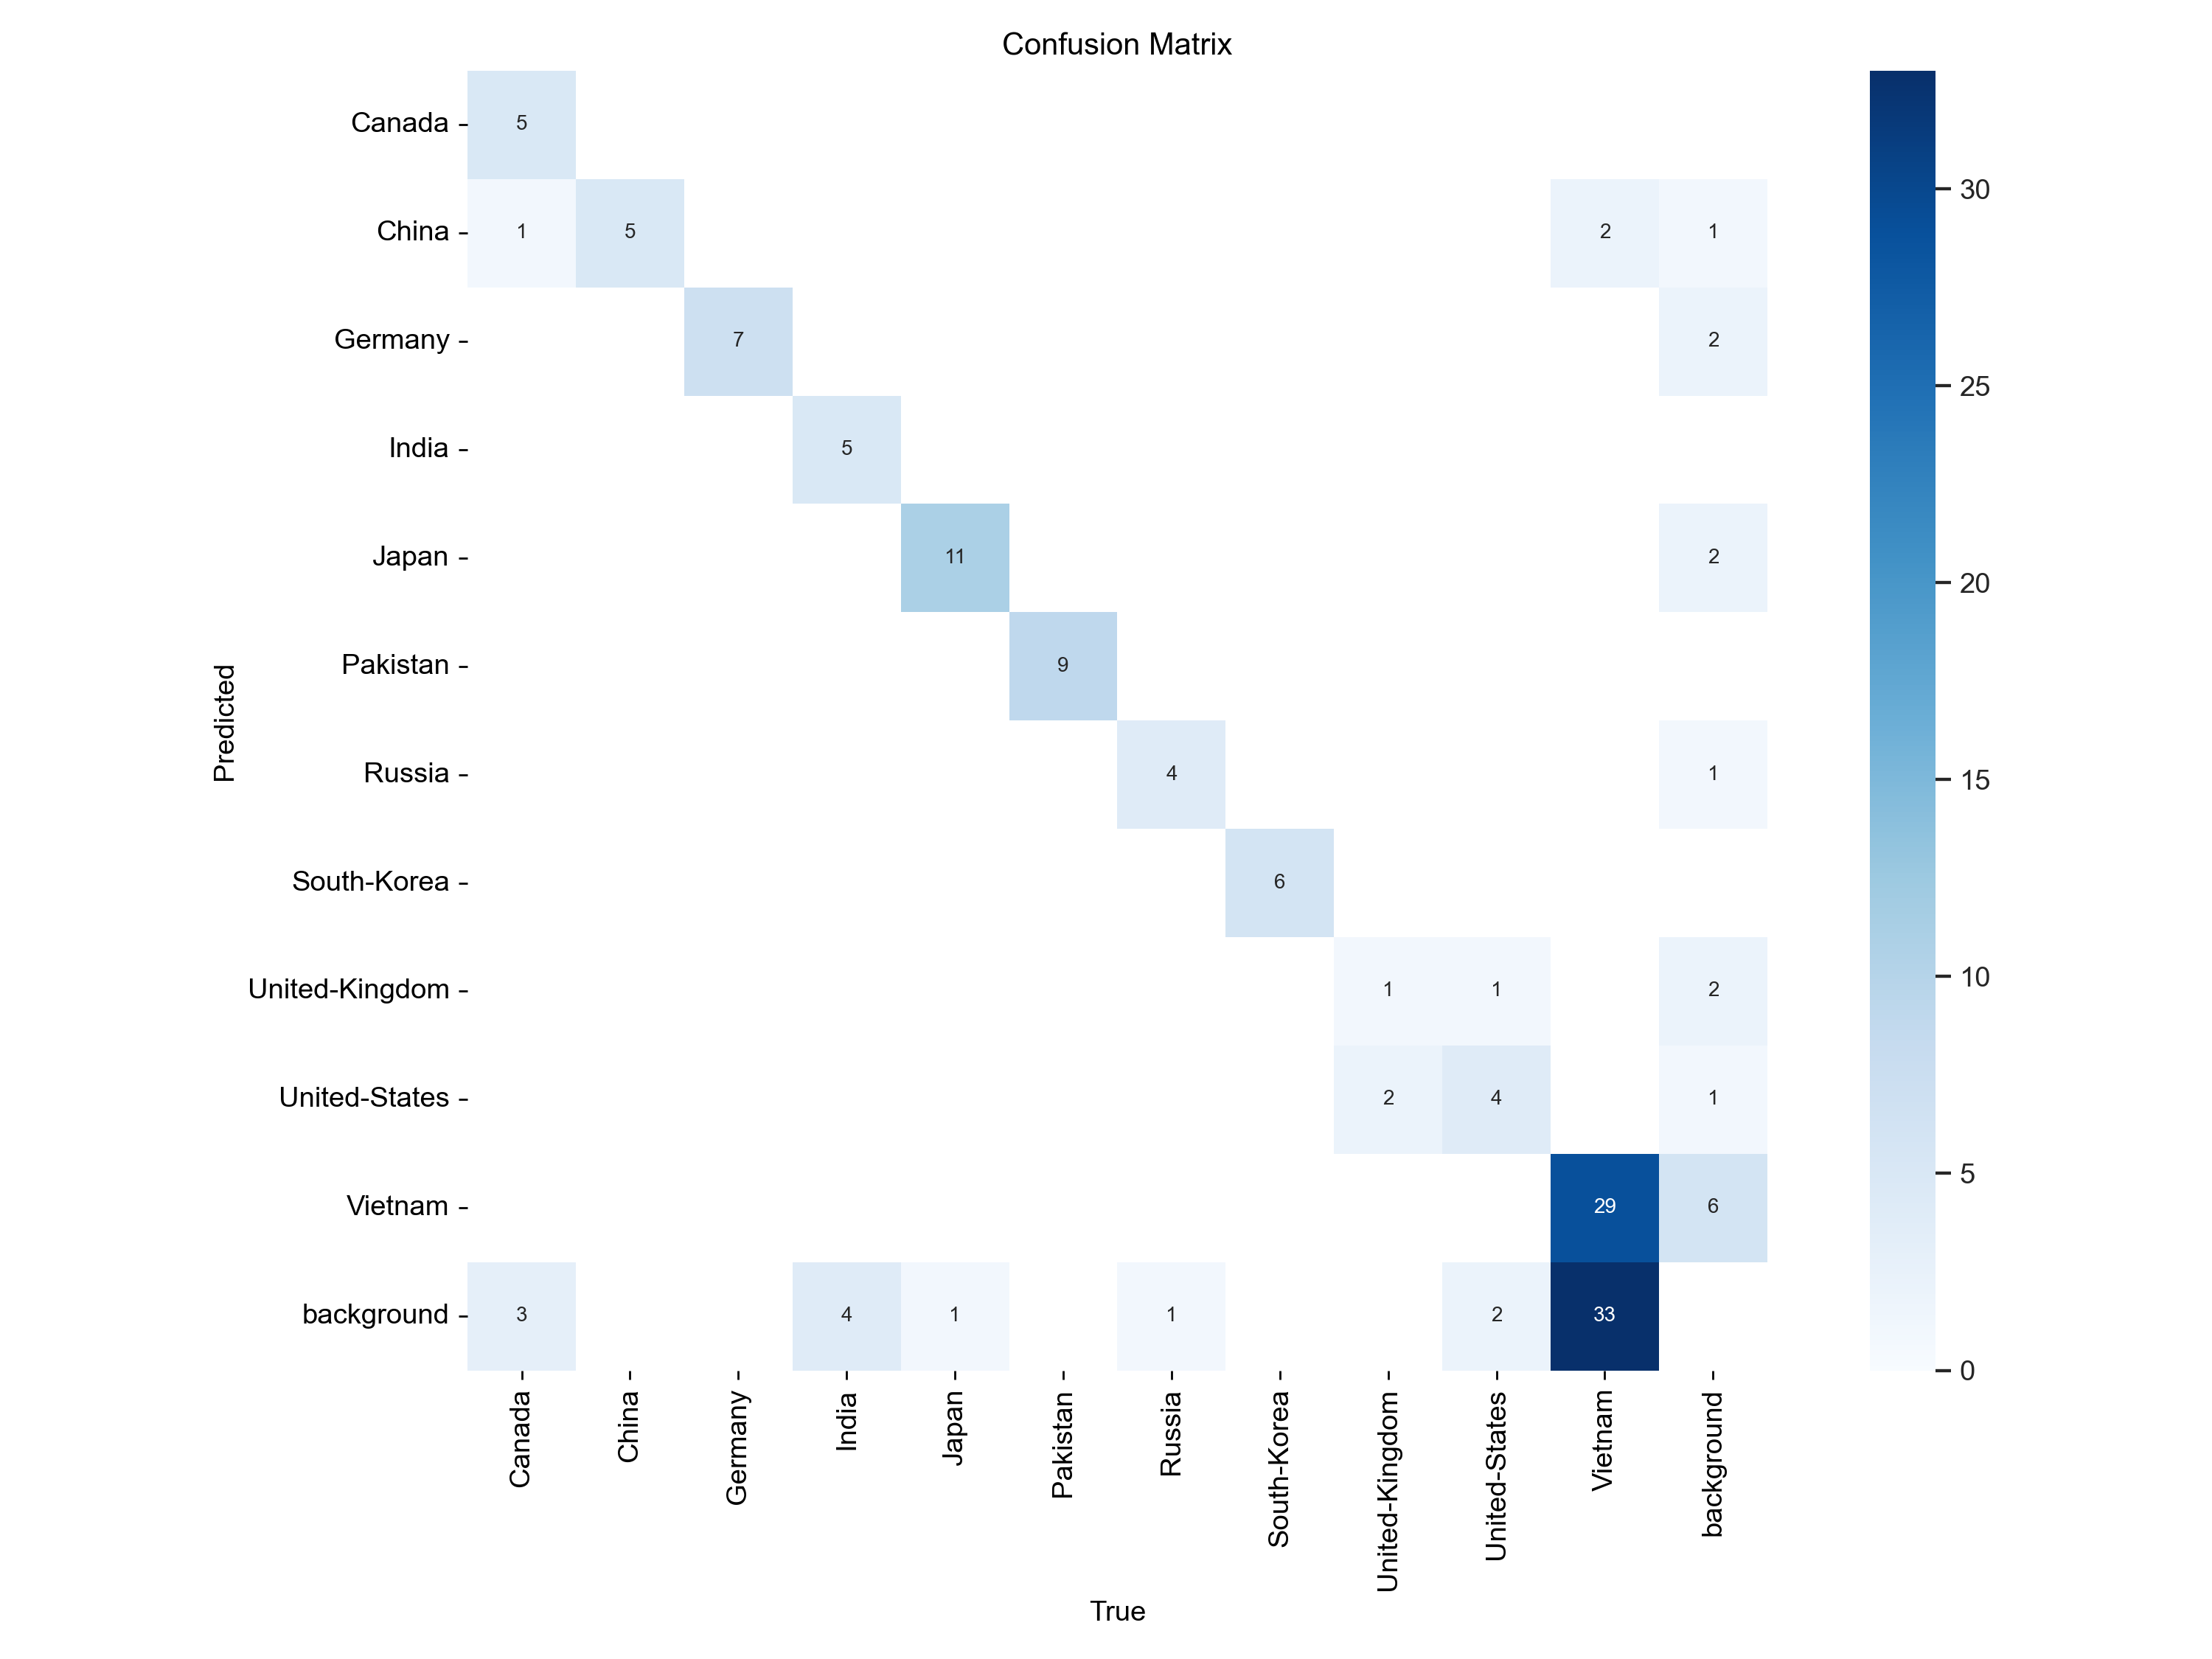 Confusion Matrix
Canada 5
China 1 5 2 1
Germany 7 2
India 5
Japan 11 2
Pakistan 9
Russia 4 1
South-Korea 6
United-Kingdom 1 1 2
United-States 2 4 1
Vietnam 29 6
background 3 4 1 1 2 33
Predicted
Canada China Germany India Japan Pakistan Russia South-Korea United-Kingdom United-States Vietnam background
True
30
25
20
15
10
5
0